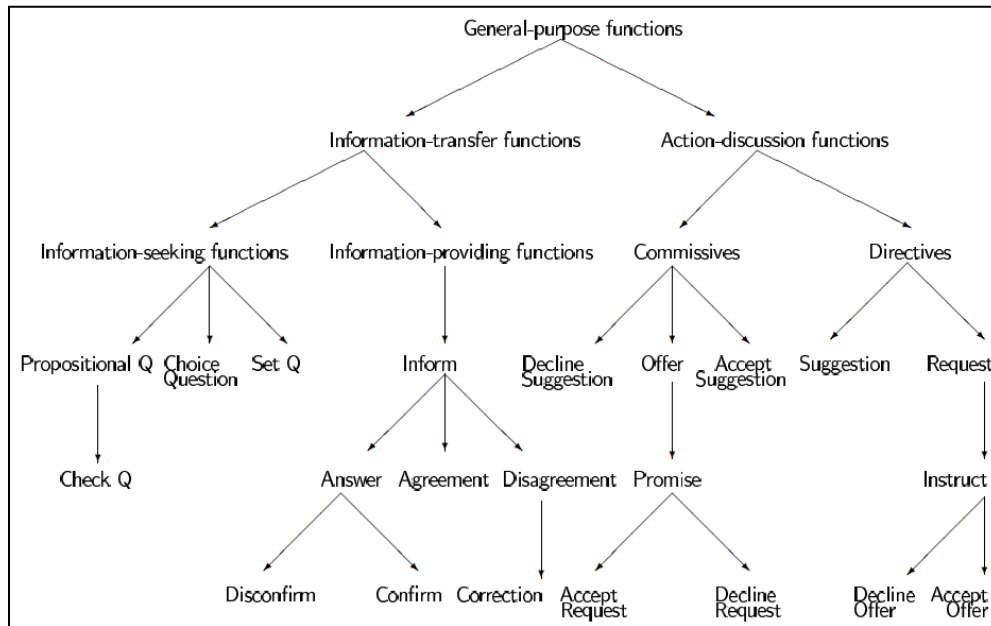 General-purpose functions
Information-transfer functions Action-discussion functions
Information-seeking functions Information-providing functions Commissives Directives
Propositional Q Choice Question Set Q Inform Decline Suggestion Offer Accept Suggestion Suggestion Request
Check Q Answer Agreement Disagreement Promise Instruct
Disconfirm Confirm Correction Accept Request Decline Request Decline Offer Accept Offer